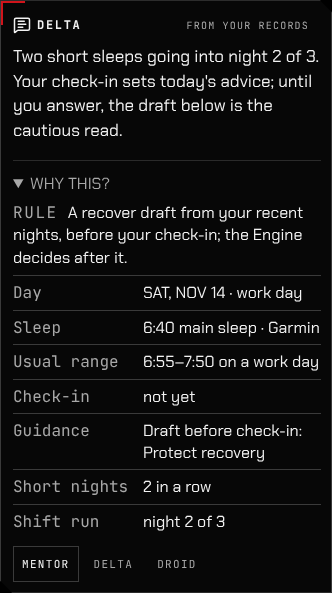 DELTA FROM YOUR RECORDS
Two short sleeps going into night 2 of 3.
Your check-in sets today's advice; until
you answer, the draft below is the
cautious read.
▼ WHY THIS?
RULE A recover draft from your recent
nights, before your check-in; the Engine
decides after it.
Day SAT, NOV 14 · work day
Sleep 6:40 main sleep · Garmin
Usual range 6:55–7:50 on a work day
Check-in not yet
Guidance Draft before check-in:
Protect recovery
Short nights 2 in a row
Shift run night 2 of 3
MENTOR DELTA DROID